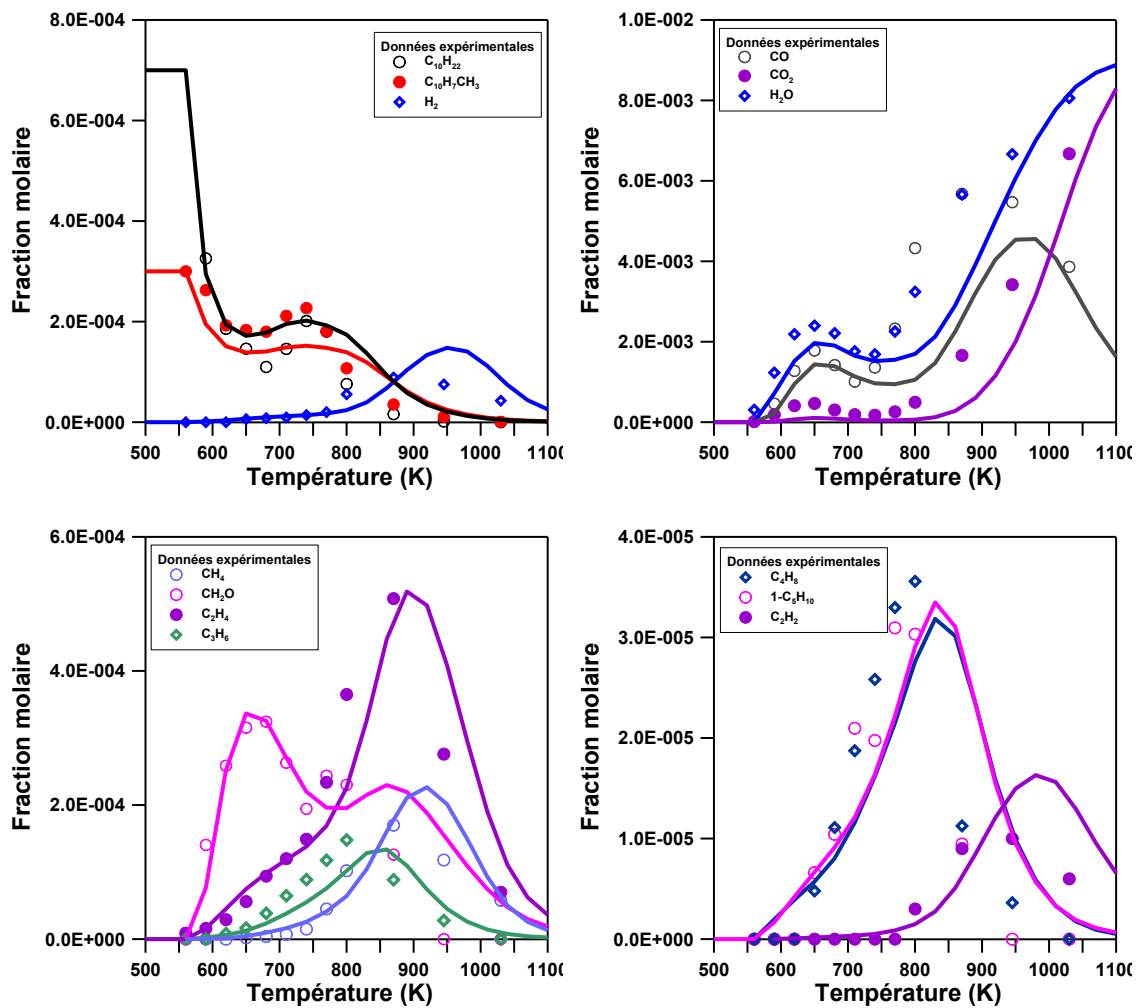 8.0E-004
6.0E-004
4.0E-004
2.0E-004
0.0E+000
Fraction molaire
Données expérimentales
C₁₀H₂₂
C₁₀H₇CH₃
H₂
500 600 700 800 900 1000 1100
Température (K)
1.0E-002
8.0E-003
6.0E-003
4.0E-003
2.0E-003
0.0E+000
Fraction molaire
Données expérimentales
CO
CO₂
H₂O
500 600 700 800 900 1000 1100
Température (K)
6.0E-004
4.0E-004
2.0E-004
0.0E+000
Fraction molaire
Données expérimentales
CH₄
CH₂O
C₂H₄
C₃H₆
500 600 700 800 900 1000 1100
Température (K)
4.0E-005
3.0E-005
2.0E-005
1.0E-005
0.0E+000
Fraction molaire
Données expérimentales
C₄H₈
1-C₅H₁₀
C₂H₂
500 600 700 800 900 1000 1100
Température (K)